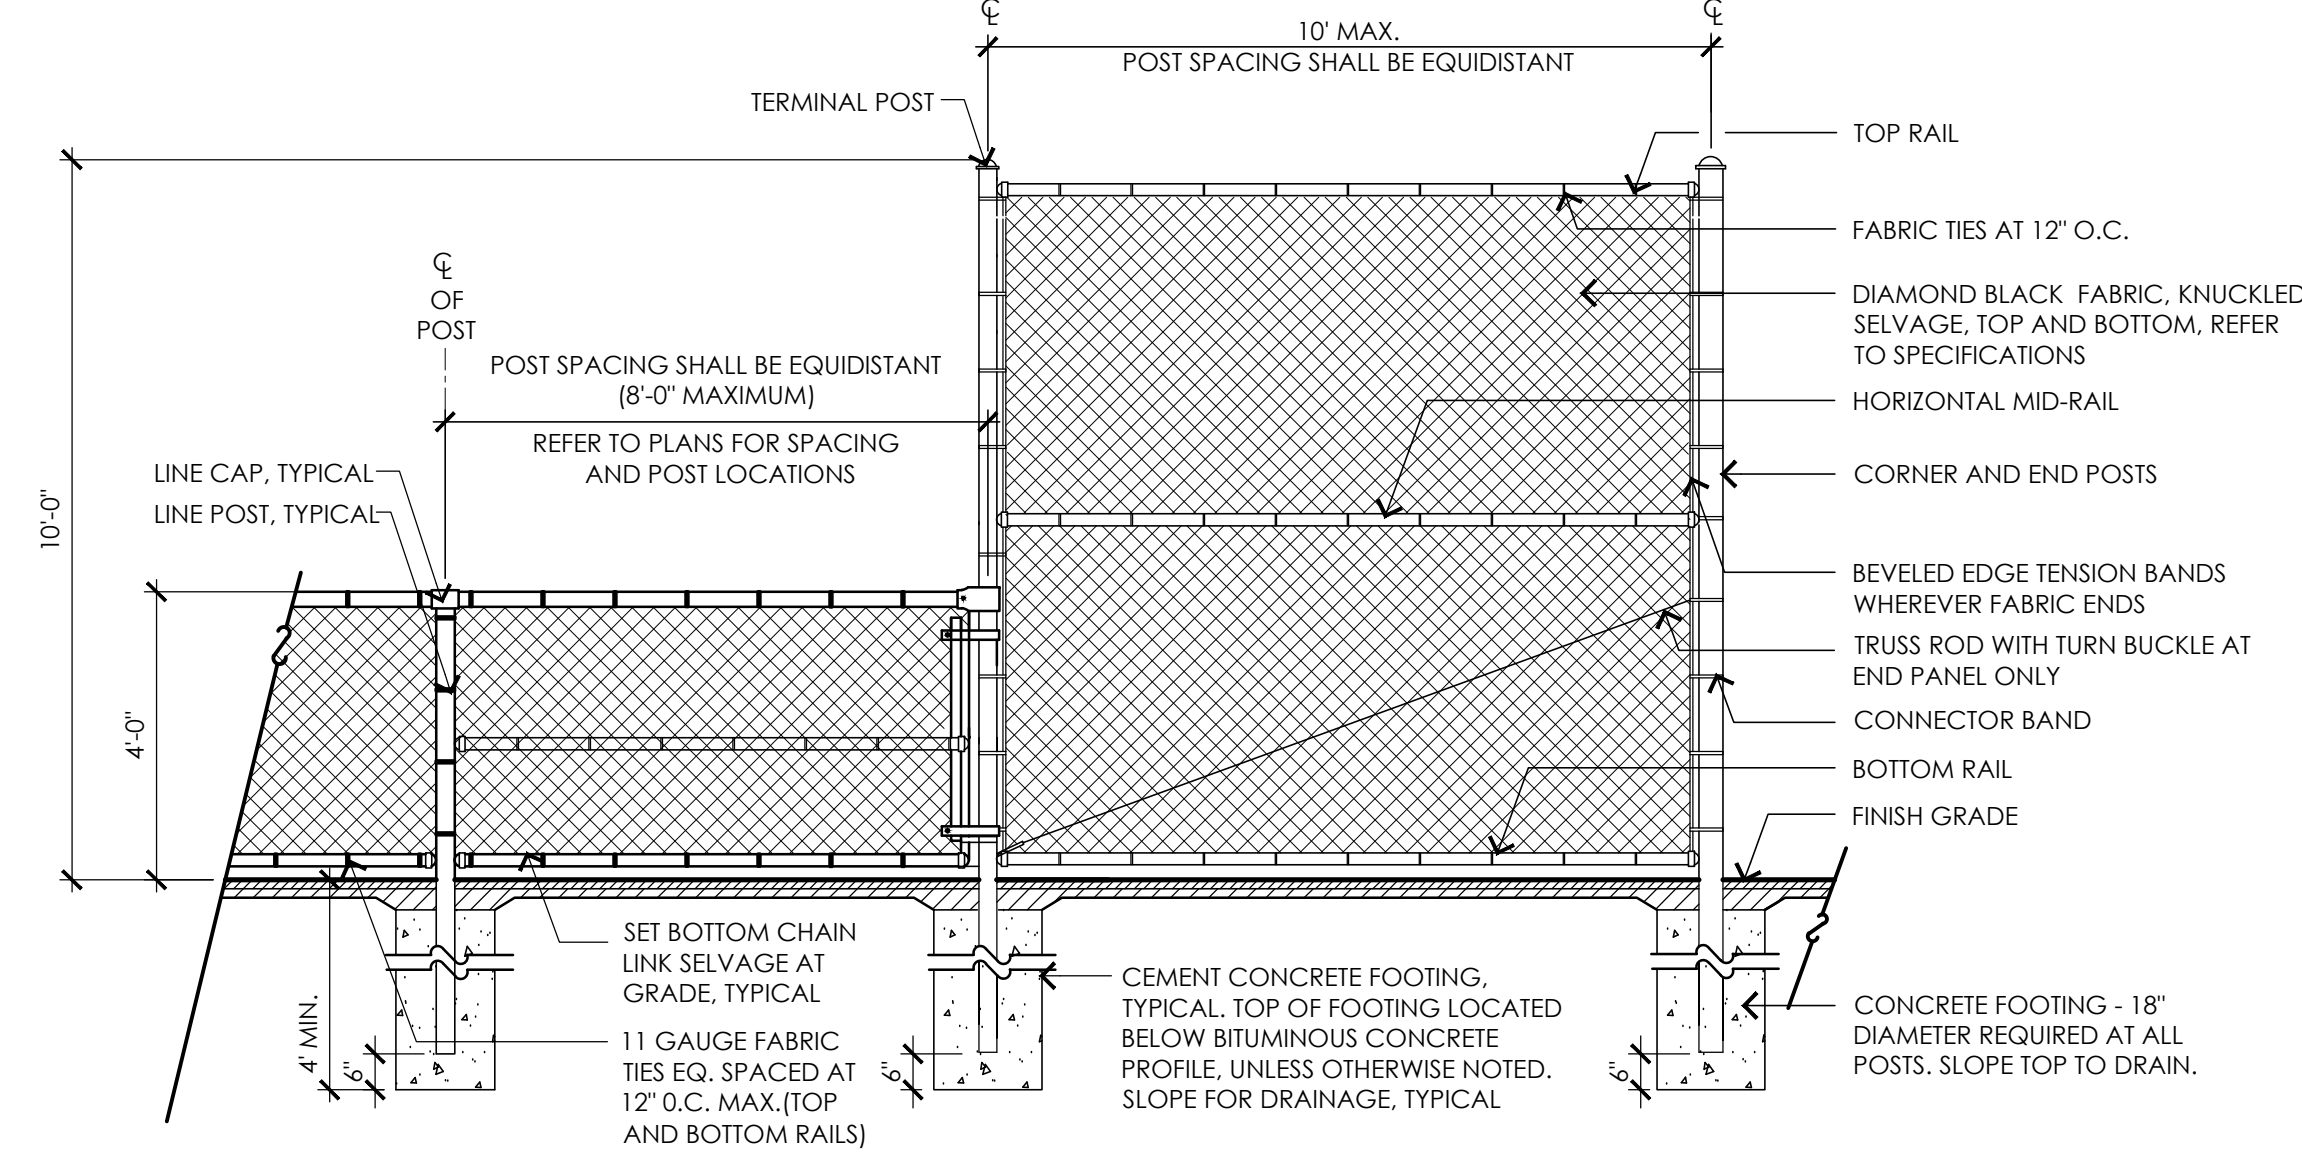 ℄
℄
10' MAX.
POST SPACING SHALL BE EQUIDISTANT
TERMINAL POST
TOP RAIL
FABRIC TIES AT 12" O.C.
℄
OF
POST
DIAMOND BLACK FABRIC, KNUCKLED
SELVAGE, TOP AND BOTTOM, REFER
TO SPECIFICATIONS
POST SPACING SHALL BE EQUIDISTANT
(8'-0" MAXIMUM)
REFER TO PLANS FOR SPACING
AND POST LOCATIONS
HORIZONTAL MID-RAIL
LINE CAP, TYPICAL
LINE POST, TYPICAL
CORNER AND END POSTS
10'-0"
BEVELED EDGE TENSION BANDS
WHEREVER FABRIC ENDS
TRUSS ROD WITH TURN BUCKLE AT
END PANEL ONLY
4'-0"
CONNECTOR BAND
BOTTOM RAIL
FINISH GRADE
SET BOTTOM CHAIN
LINK SELVAGE AT
GRADE, TYPICAL
11 GAUGE FABRIC
TIES EQ. SPACED AT
12" 0.C. MAX.(TOP
AND BOTTOM RAILS)
4' MIN.
6"
6"
CEMENT CONCRETE FOOTING,
TYPICAL. TOP OF FOOTING LOCATED
BELOW BITUMINOUS CONCRETE
PROFILE, UNLESS OTHERWISE NOTED.
SLOPE FOR DRAINAGE, TYPICAL
6"
CONCRETE FOOTING - 18"
DIAMETER REQUIRED AT ALL
POSTS. SLOPE TOP TO DRAIN.